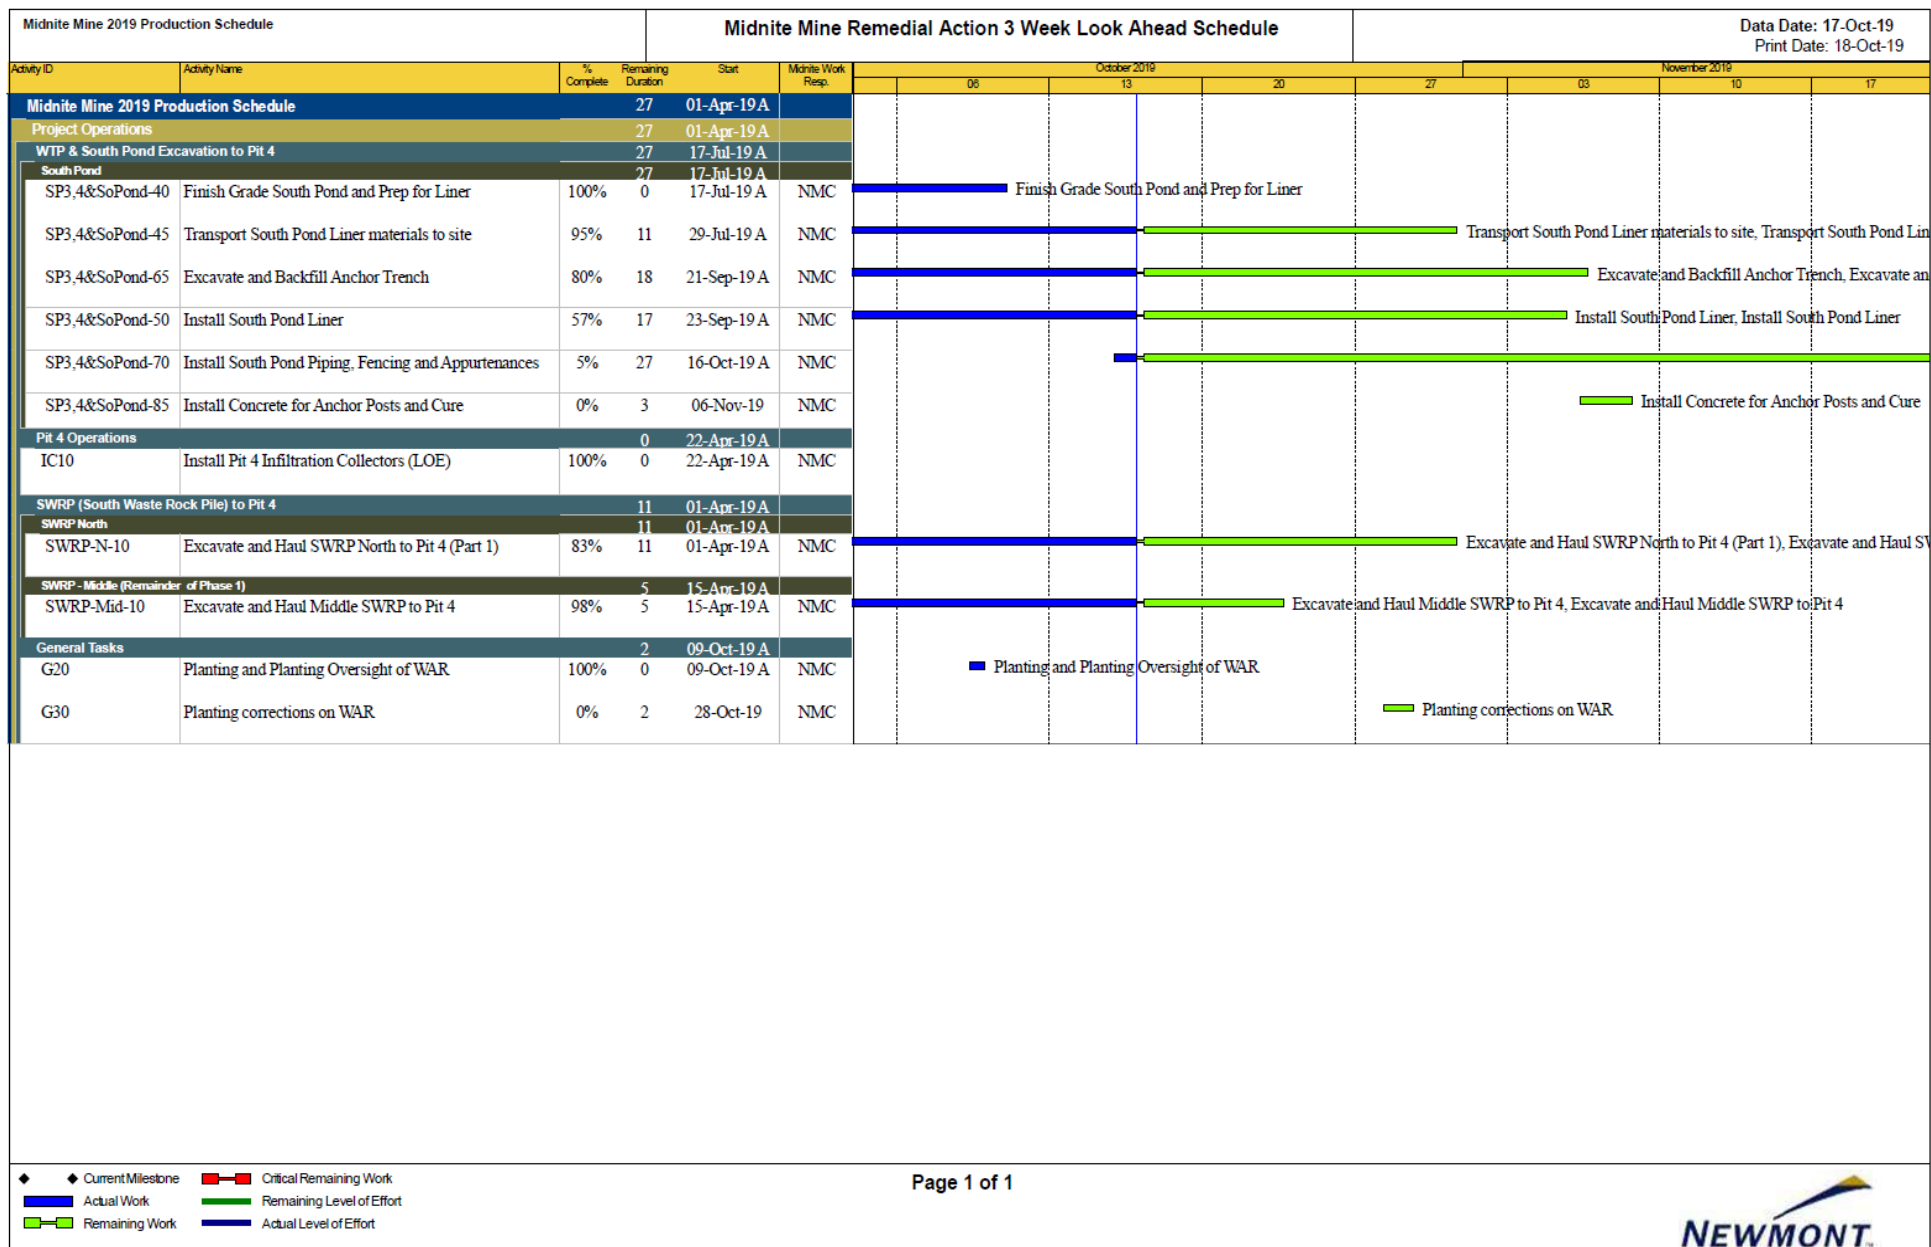 Midnite Mine 2019 Production Schedule
Midnite Mine Remedial Action 3 Week Look Ahead Schedule
Data Date: 17-Oct-19
Print Date: 18-Oct-19
Activity ID Activity Name % Complete Remaining Duration Start Midnite Work Resp. October 2019 November 2019
06 13 20 27 03 10 17
Midnite Mine 2019 Production Schedule 27 01-Apr-19 A
Project Operations 27 01-Apr-19 A
WTP & South Pond Excavation to Pit 4 27 17-Jul-19 A
South Pond 27 17-Jul-19 A
SP3,4&SoPond-40 Finish Grade South Pond and Prep for Liner 100% 0 17-Jul-19 A NMC Finish Grade South Pond and Prep for Liner
SP3,4&SoPond-45 Transport South Pond Liner materials to site 95% 11 29-Jul-19 A NMC Transport South Pond Liner materials to site, Transport South Pond Lin
SP3,4&SoPond-65 Excavate and Backfill Anchor Trench 80% 18 21-Sep-19 A NMC Excavate and Backfill Anchor Trench, Excavate an
SP3,4&SoPond-50 Install South Pond Liner 57% 17 23-Sep-19 A NMC Install South Pond Liner, Install South Pond Liner
SP3,4&SoPond-70 Install South Pond Piping, Fencing and Appurtenances 5% 27 16-Oct-19 A NMC
SP3,4&SoPond-85 Install Concrete for Anchor Posts and Cure 0% 3 06-Nov-19 NMC Install Concrete for Anchor Posts and Cure
Pit 4 Operations 0 22-Apr-19 A
IC10 Install Pit 4 Infiltration Collectors (LOE) 100% 0 22-Apr-19 A NMC
SWRP (South Waste Rock Pile) to Pit 4 11 01-Apr-19 A
SWRP North 11 01-Apr-19 A
SWRP-N-10 Excavate and Haul SWRP North to Pit 4 (Part 1) 83% 11 01-Apr-19 A NMC Excavate and Haul SWRP North to Pit 4 (Part 1), Excavate and Haul SW
SWRP - Middle (Remainder of Phase 1) 5 15-Apr-19 A
SWRP-Mid-10 Excavate and Haul Middle SWRP to Pit 4 98% 5 15-Apr-19 A NMC Excavate and Haul Middle SWRP to Pit 4, Excavate and Haul Middle SWRP to Pit 4
General Tasks 2 09-Oct-19 A
G20 Planting and Planting Oversight of WAR 100% 0 09-Oct-19 A NMC Planting and Planting Oversight of WAR
G30 Planting corrections on WAR 0% 2 28-Oct-19 NMC Planting corrections on WAR
Current Milestone Critical Remaining Work
Actual Work Remaining Level of Effort
Remaining Work Actual Level of Effort
Page 1 of 1
NEWMONT